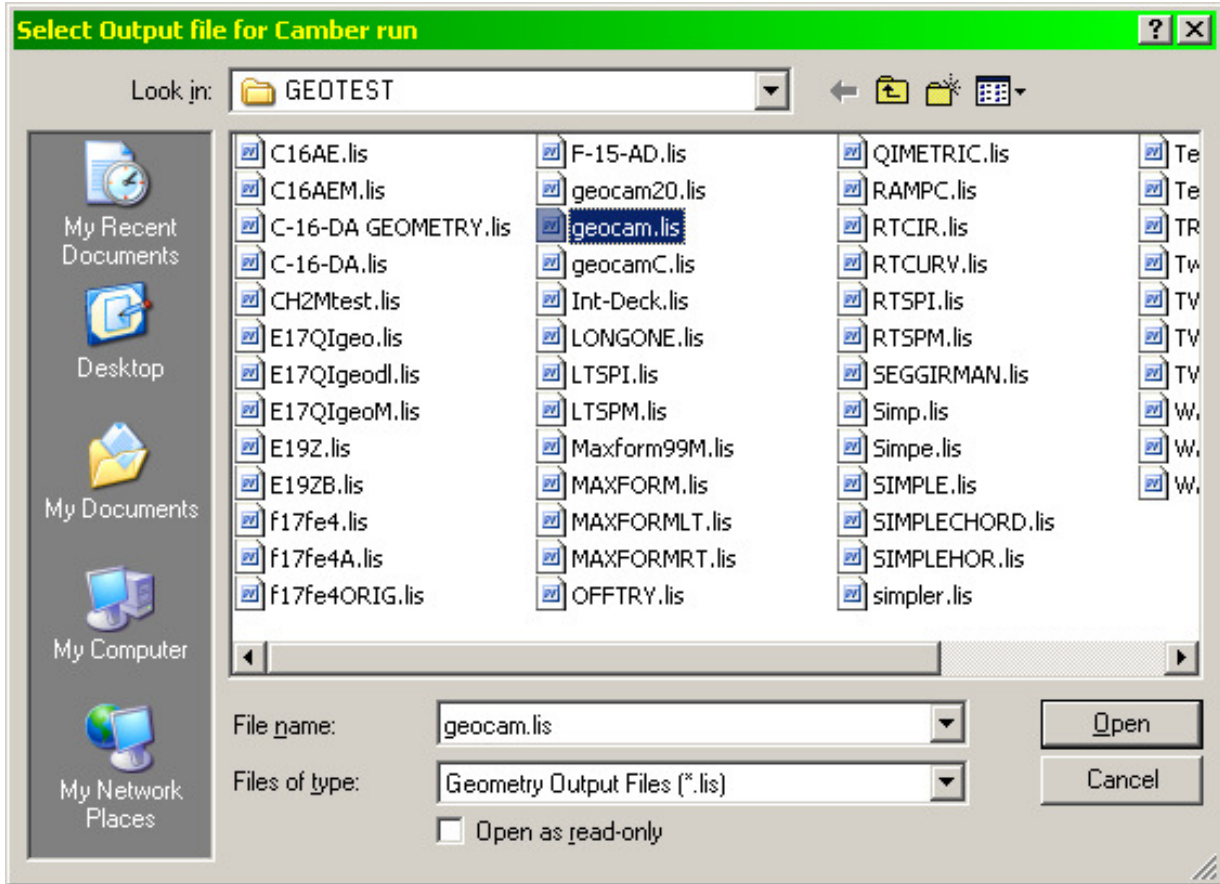 Select Output file for Camber run
Look in: GEOTEST
My Recent
Documents
Desktop
My Documents
My Computer
My Network
Places
C16AE.lis
C16AEM.lis
C-16-DA GEOMETRY.lis
C-16-DA.lis
CH2Mtest.lis
E17QIgeo.lis
E17QIgeodl.lis
E17QIgeoM.lis
E19Z.lis
E19ZB.lis
f17fe4.lis
f17fe4A.lis
f17fe4ORIG.lis
F-15-AD.lis
geocam20.lis
geocam.lis
geocamC.lis
Int-Deck.lis
LONGONE.lis
LTSPI.lis
LTSPM.lis
Maxform99M.lis
MAXFORM.lis
MAXFORMLT.lis
MAXFORMRT.lis
OFFTRY.lis
QIMETRIC.lis
RAMPC.lis
RTCIR.lis
RTCURV.lis
RTSPI.lis
RTSPM.lis
SEGGIRMAN.lis
Simp.lis
Simpe.lis
SIMPLE.lis
SIMPLECHORD.lis
SIMPLEHOR.lis
simpler.lis
Te
Te
TR
File name: geocam.lis
Open
Files of type: Geometry Output Files (*.lis)
Cancel
Open as read-only